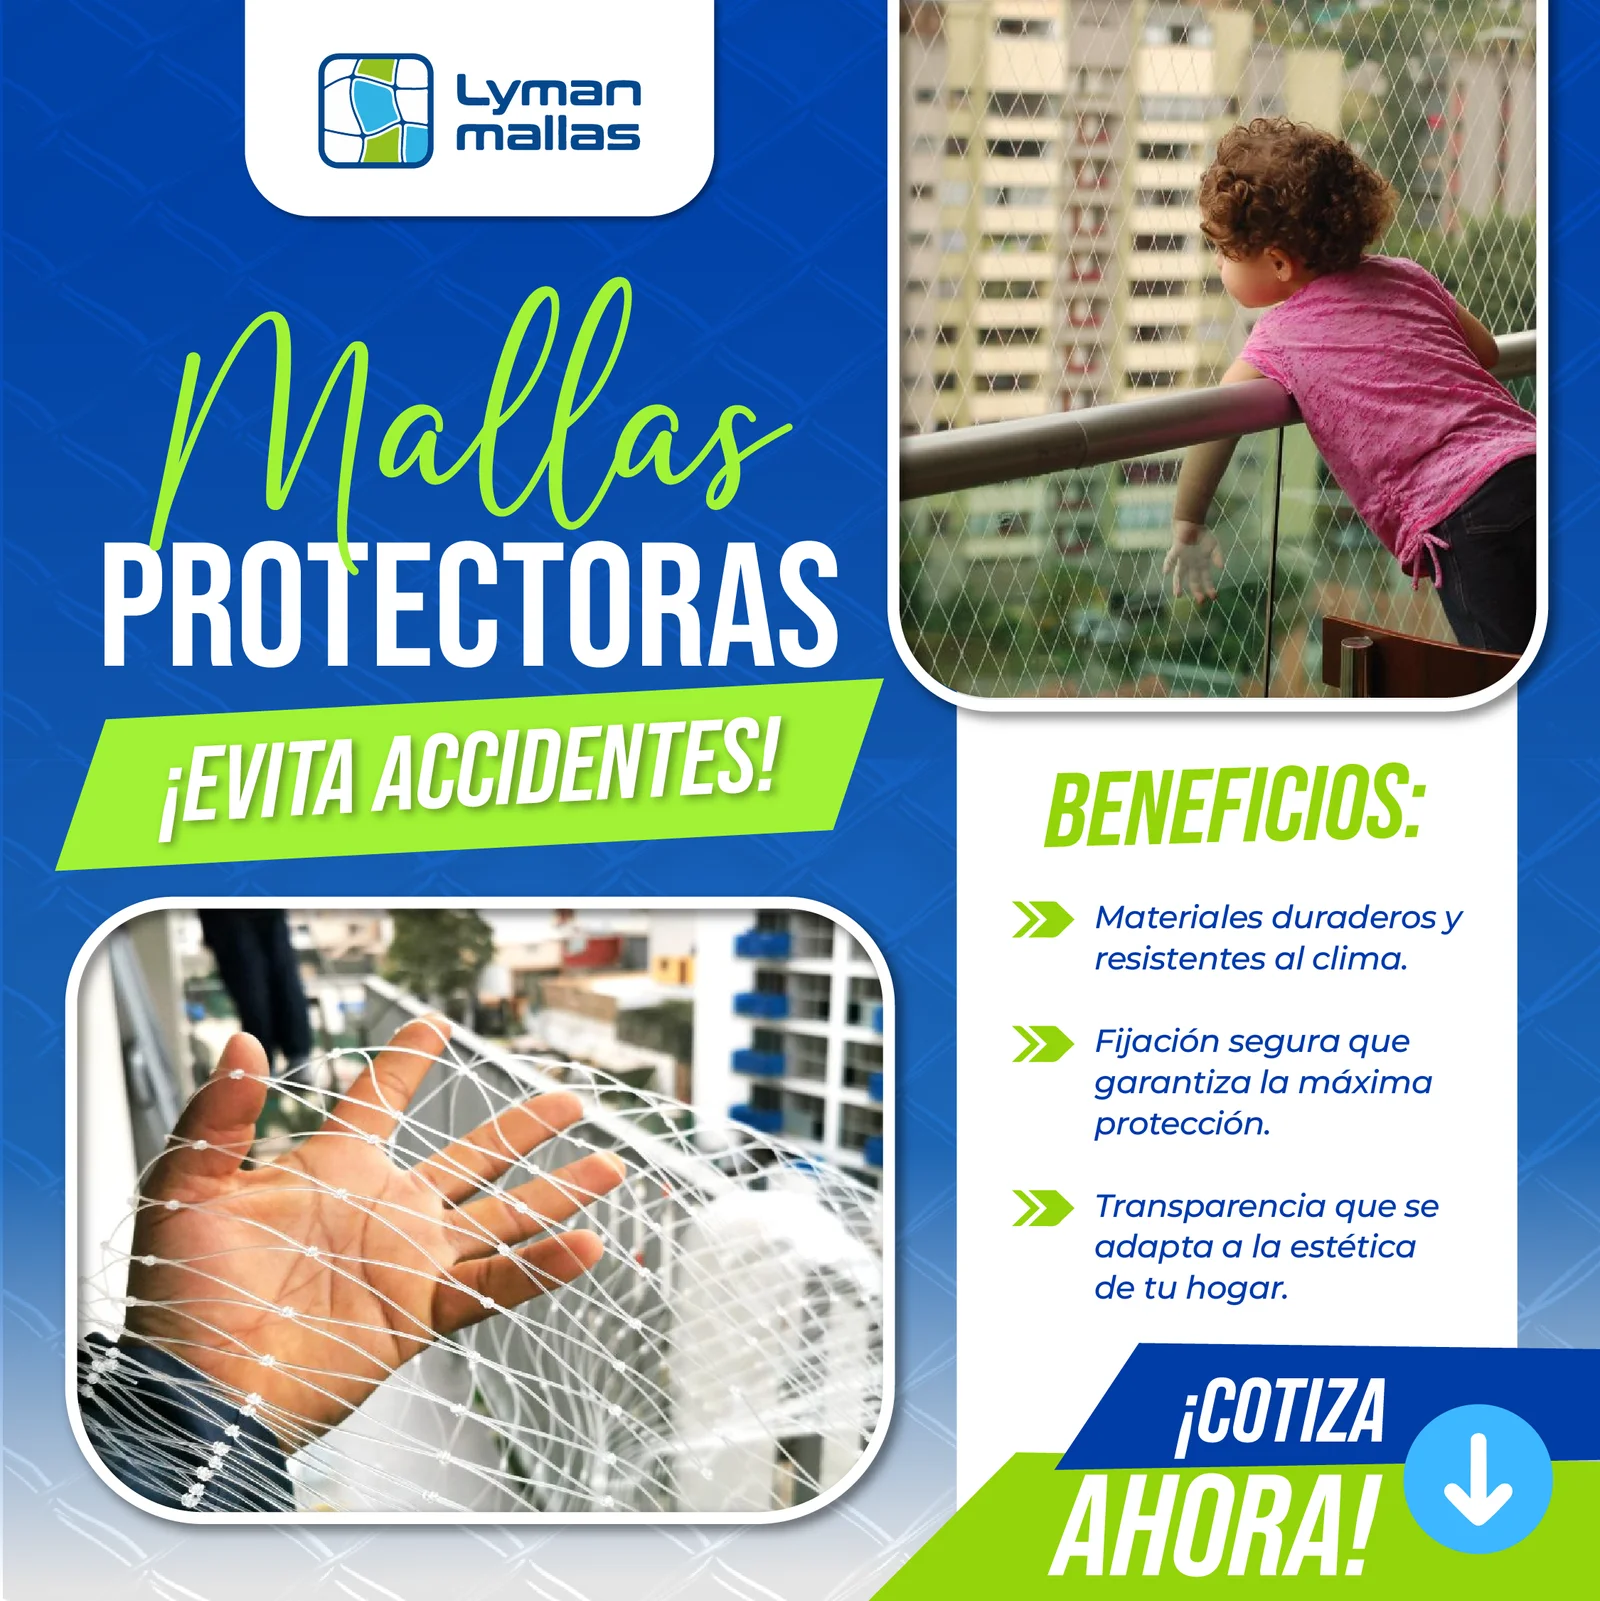 Lyman
mallas
Mallas
PROTECTORAS
¡EVITA ACCIDENTES!
BENEFICIOS:
Materiales duraderos y
resistentes al clima.
Fijación segura que
garantiza la máxima
protección.
Transparencia que se
adapta a la estética
de tu hogar.
¡COTIZA
AHORA!